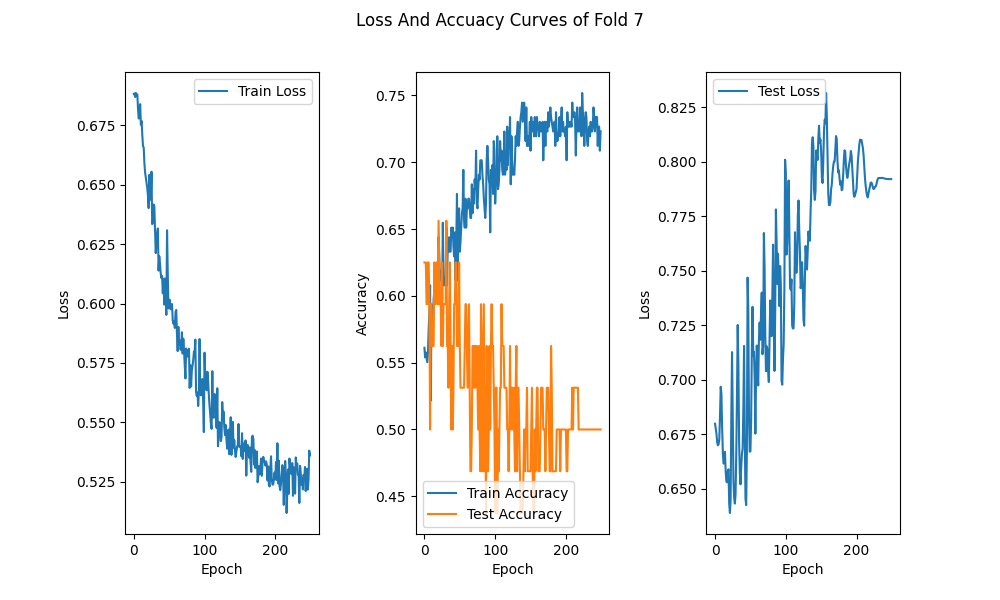 Loss And Accuacy Curves of Fold 7
Loss
0.675
0.650
0.625
0.600
0.575
0.550
0.525
Train Loss
0 100 200
Epoch
Accuracy
0.75
0.70
0.65
0.60
0.55
0.50
0.45
Train Accuracy
Test Accuracy
0 100 200
Epoch
Loss
0.825
0.800
0.775
0.750
0.725
0.700
0.675
0.650
Test Loss
0 100 200
Epoch